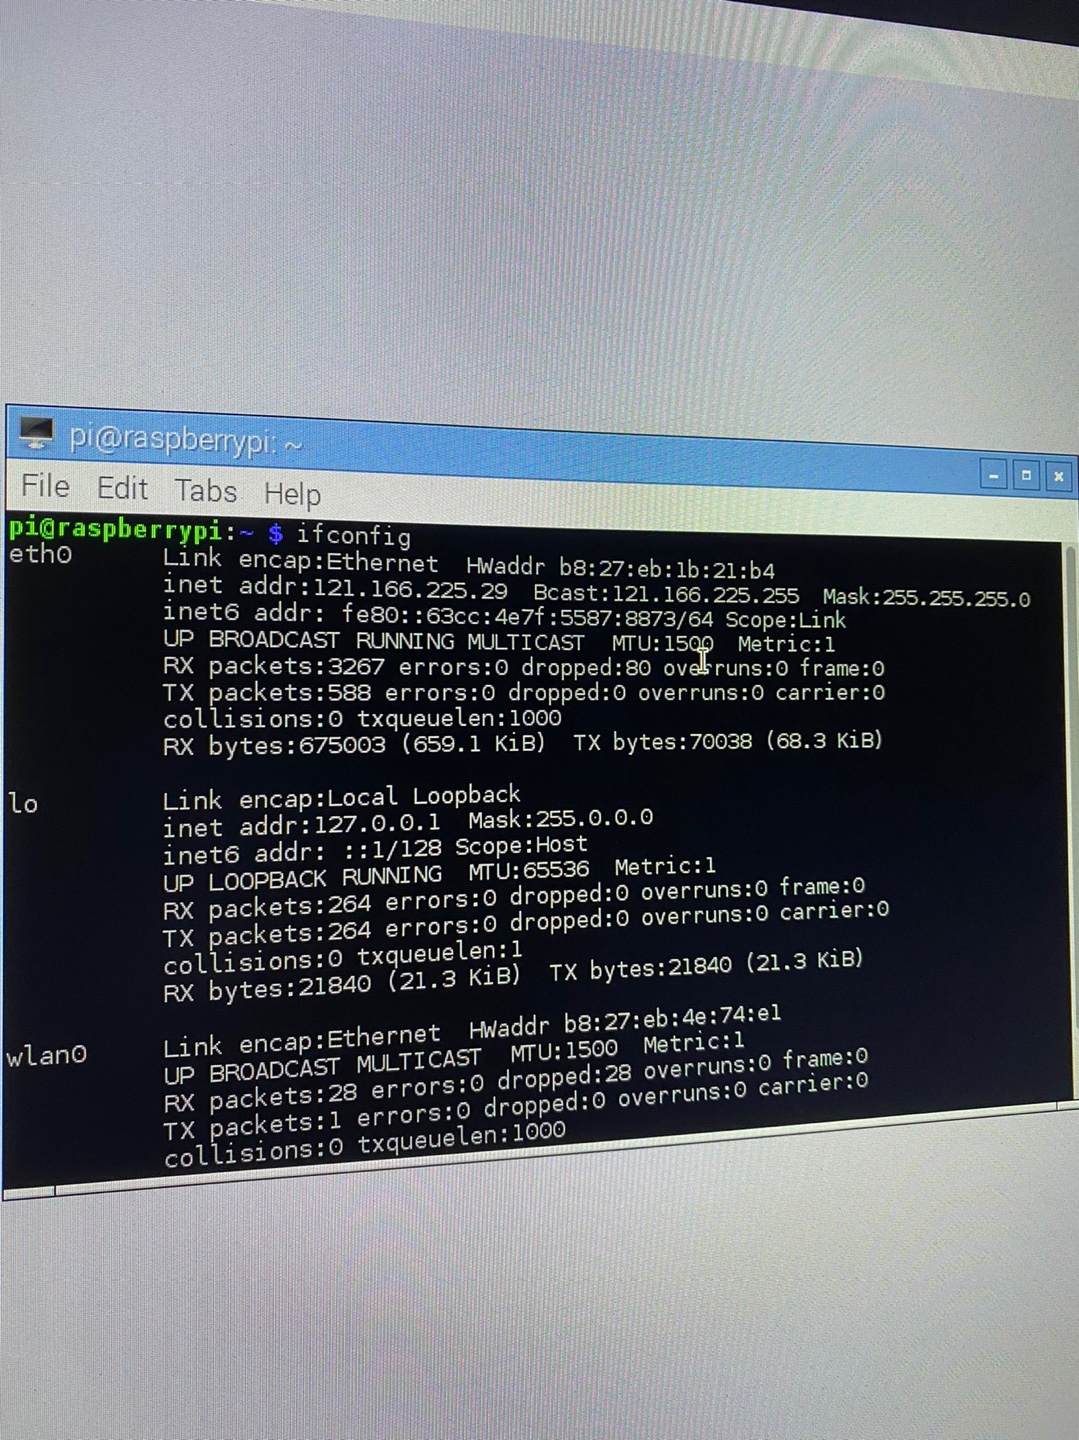 pi@raspberrypi: ~
File Edit Tabs Help
pi@raspberrypi:~ $ ifconfig
eth0 Link encap:Ethernet HWaddr b8:27:eb:1b:21:b4
inet addr:121.166.225.29 Bcast:121.166.225.255 Mask:255.255.255.0
inet6 addr: fe80::63cc:4e7f:5587:8873/64 Scope:Link
UP BROADCAST RUNNING MULTICAST MTU:1500 Metric:1
RX packets:3267 errors:0 dropped:80 overruns:0 frame:0
TX packets:588 errors:0 dropped:0 overruns:0 carrier:0
collisions:0 txqueuelen:1000
RX bytes:675003 (659.1 KiB) TX bytes:70038 (68.3 KiB)
lo Link encap:Local Loopback
inet addr:127.0.0.1 Mask:255.0.0.0
inet6 addr: ::1/128 Scope:Host
UP LOOPBACK RUNNING MTU:65536 Metric:1
RX packets:264 errors:0 dropped:0 overruns:0 frame:0
TX packets:264 errors:0 dropped:0 overruns:0 carrier:0
collisions:0 txqueuelen:1
RX bytes:21840 (21.3 KiB) TX bytes:21840 (21.3 KiB)
wlan0 Link encap:Ethernet HWaddr b8:27:eb:4e:74:e1
UP BROADCAST MULTICAST MTU:1500 Metric:1
RX packets:28 errors:0 dropped:28 overruns:0 frame:0
TX packets:1 errors:0 dropped:0 overruns:0 carrier:0
collisions:0 txqueuelen:1000